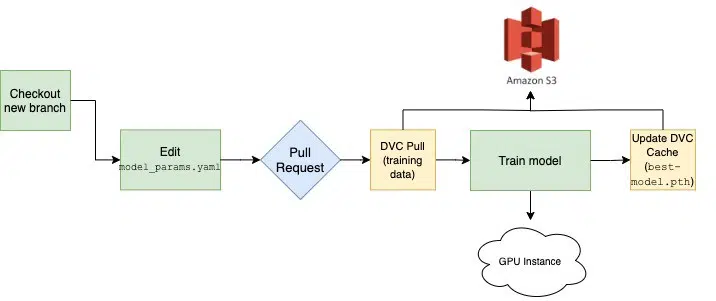 Amazon S3
Checkout
new branch
Edit
model_params.yaml
Pull
Request
DVC Pull
(training
data)
Train model
Update DVC
Cache
(best-
model.pth)
GPU Instance